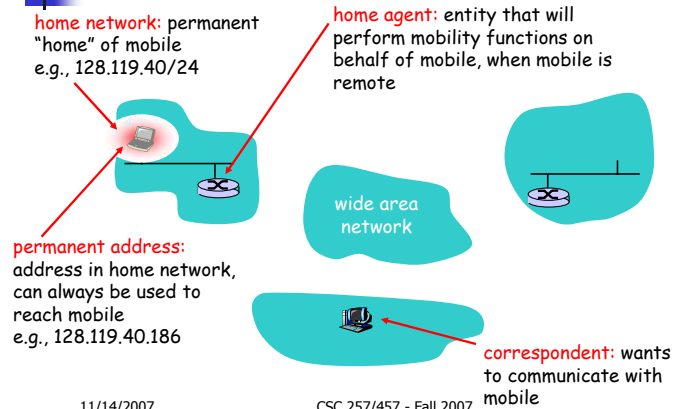 home network: permanent
“home” of mobile
e.g., 128.119.40/24
home agent: entity that will
perform mobility functions on
behalf of mobile, when mobile is
remote
wide area
network
permanent address:
address in home network,
can always be used to
reach mobile
e.g., 128.119.40.186
correspondent: wants
to communicate with
mobile
11/14/2007
CSC 257/457 - Fall 2007